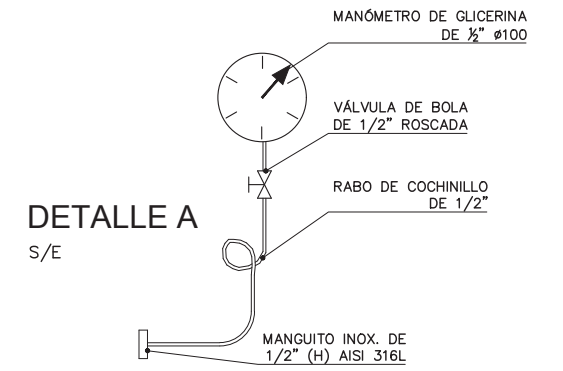 MANÓMETRO DE GLICERINA
DE ½" ø100
VÁLVULA DE BOLA
DE 1/2" ROSCADA
RABO DE COCHINILLO
DE 1/2"
DETALLE A
S/E
MANGUITO INOX. DE
1/2" (H) AISI 316L